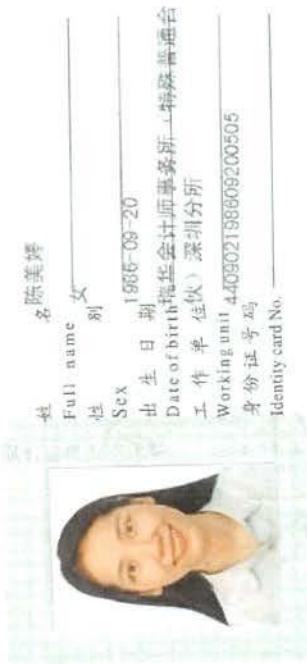 姓 名 陈美婷
Full name
性 别 女
Sex
出 生 日 期 1986-09-20
Date of birth
工 作 单 位 瑞华会计师事务所（特殊普通合
伙）深圳分所
Working unit
身 份 证 号 码 440902198609200505
Identity card No.